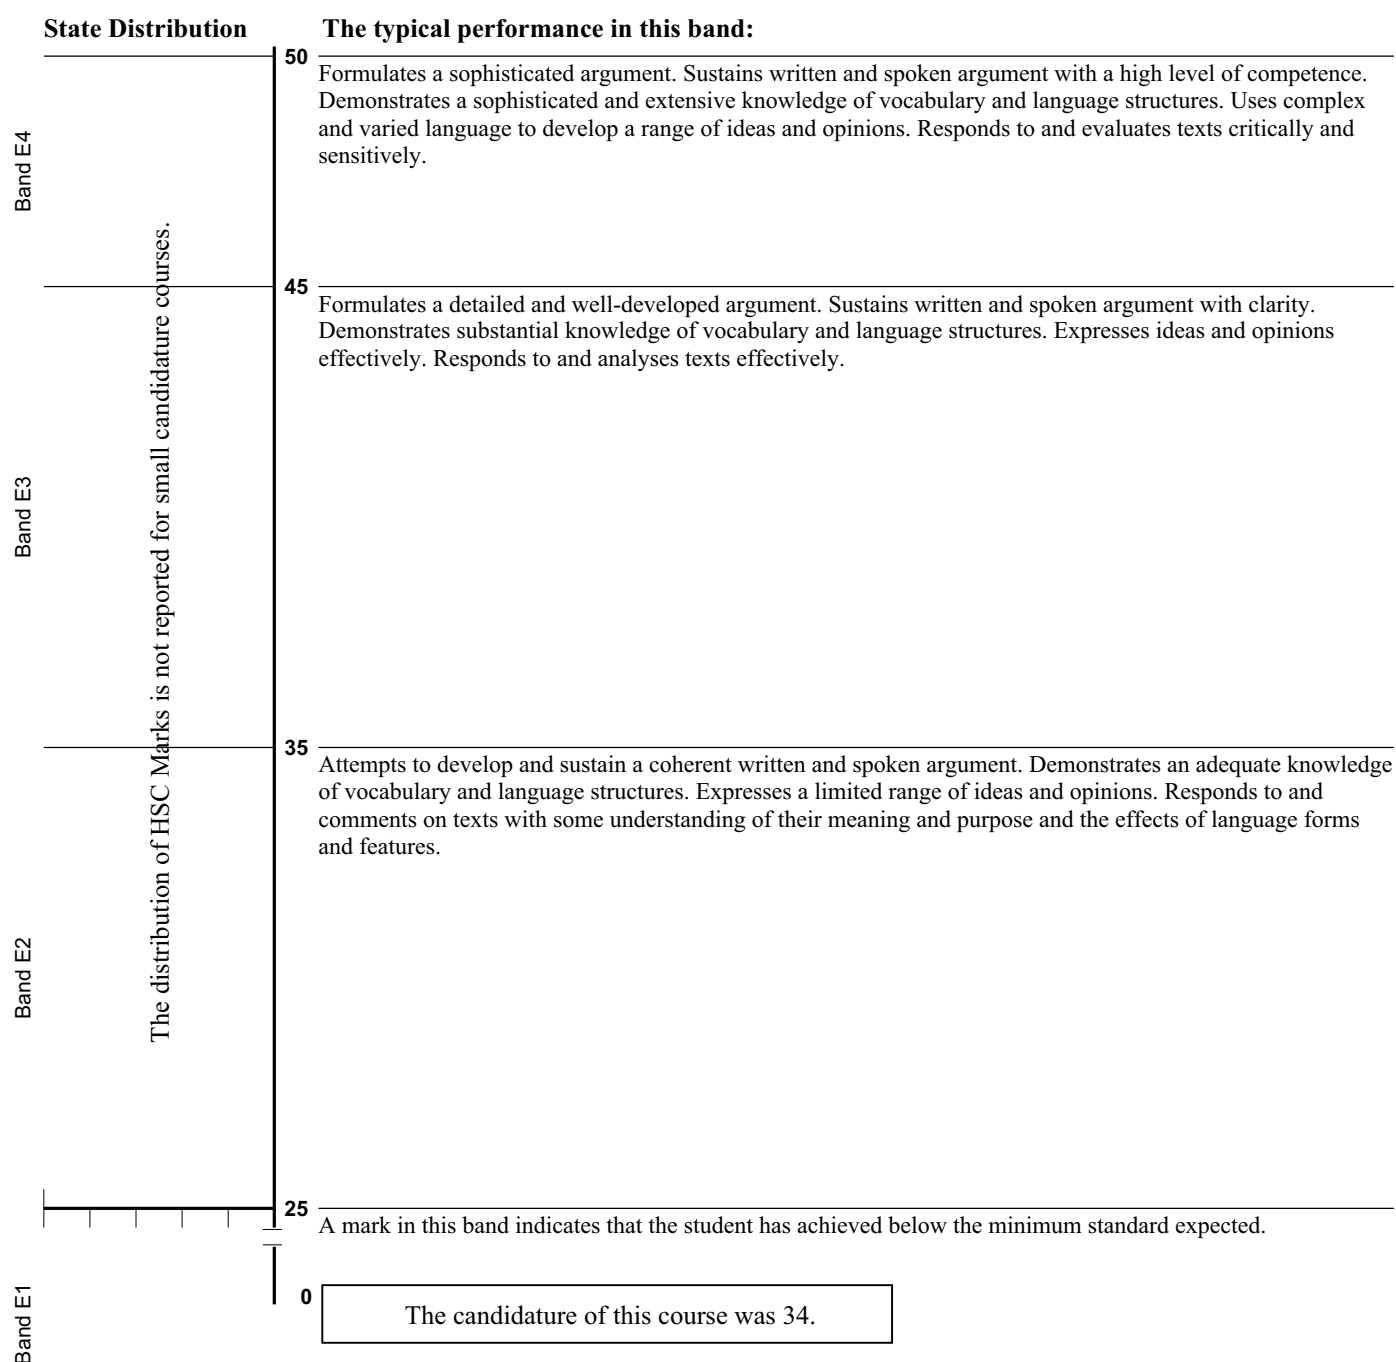 State Distribution
The typical performance in this band:
50
Formulates a sophisticated argument. Sustains written and spoken argument with a high level of competence.
Demonstrates a sophisticated and extensive knowledge of vocabulary and language structures. Uses complex
and varied language to develop a range of ideas and opinions. Responds to and evaluates texts critically and
sensitively.
Band E4
The distribution of HSC Marks is not reported for small candidature courses.
45
Formulates a detailed and well-developed argument. Sustains written and spoken argument with clarity.
Demonstrates substantial knowledge of vocabulary and language structures. Expresses ideas and opinions
effectively. Responds to and analyses texts effectively.
Band E3
35
Attempts to develop and sustain a coherent written and spoken argument. Demonstrates an adequate knowledge
of vocabulary and language structures. Expresses a limited range of ideas and opinions. Responds to and
comments on texts with some understanding of their meaning and purpose and the effects of language forms
and features.
Band E2
25
A mark in this band indicates that the student has achieved below the minimum standard expected.
0
The candidature of this course was 34.
Band E1